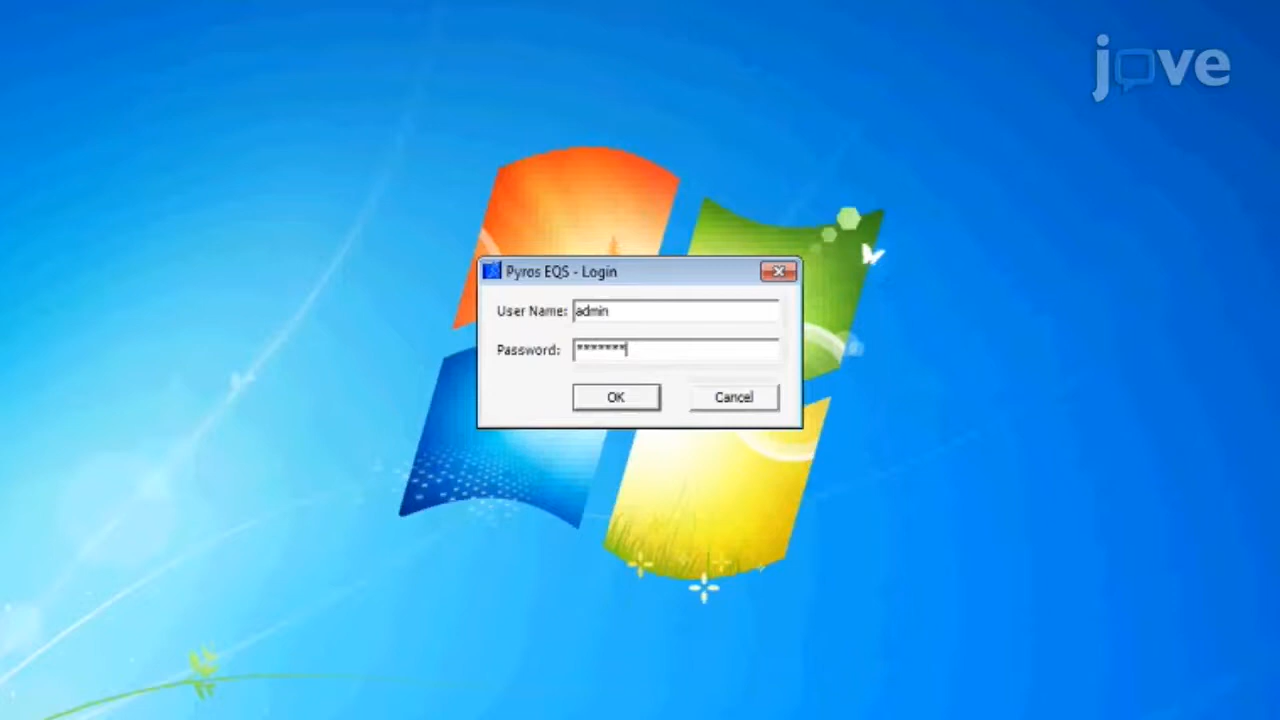 jove
Pyros EQS - Login
User Name: admin
Password: *******
OK Cancel